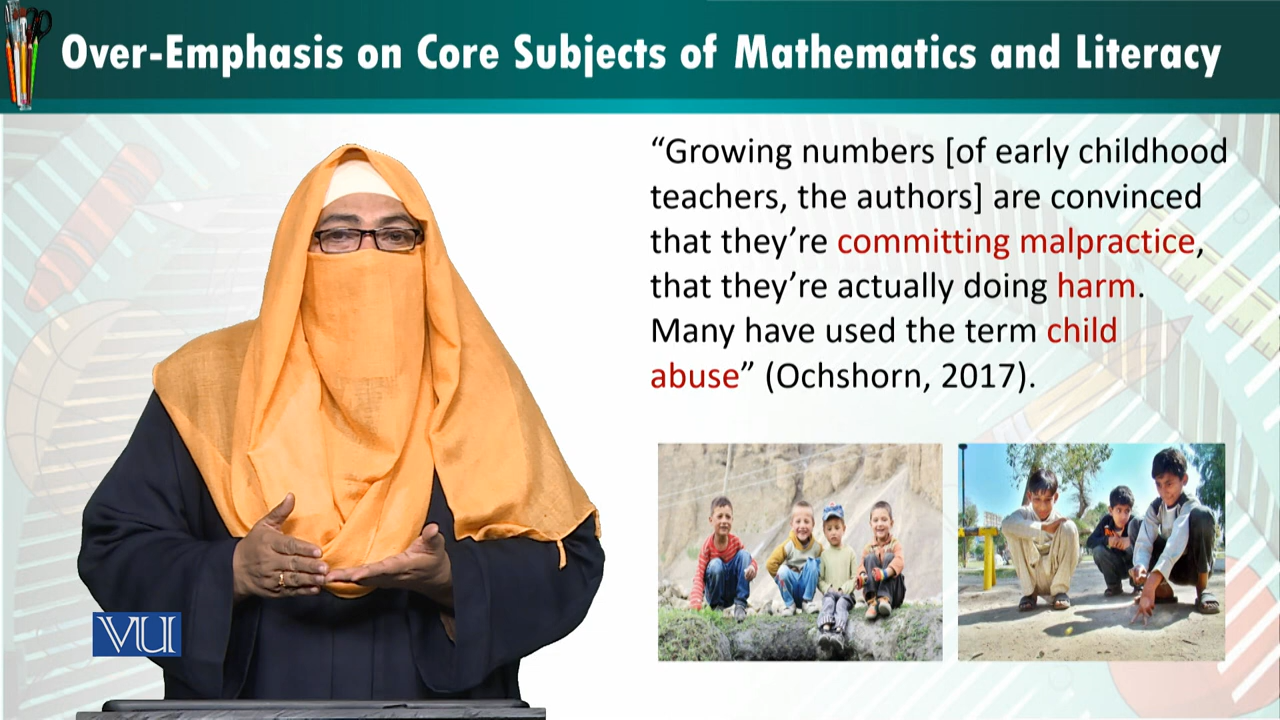 Over-Emphasis on Core Subjects of Mathematics and Literacy
“Growing numbers [of early childhood
teachers, the authors] are convinced
that they’re committing malpractice,
that they’re actually doing harm.
Many have used the term child
abuse” (Ochshorn, 2017).
VU